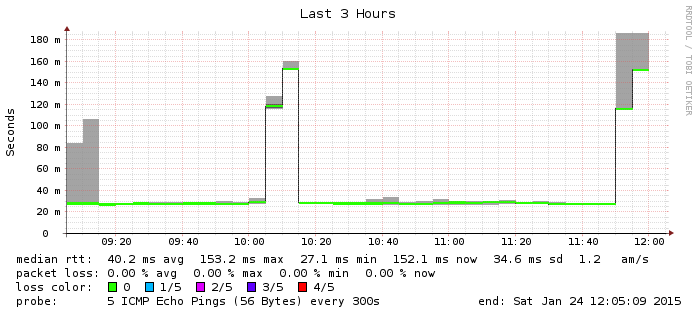 Last 3 Hours
RRDTOOL / TOBI OETIKER
Seconds
180 m
160 m
140 m
120 m
100 m
80 m
60 m
40 m
20 m
0
09:20 09:40 10:00 10:20 10:40 11:00 11:20 11:40 12:00
median rtt: 40.2 ms avg 153.2 ms max 27.1 ms min 152.1 ms now 34.6 ms sd 1.2 am/s
packet loss: 0.00 % avg 0.00 % max 0.00 % min 0.00 % now
loss color: 0 1/5 2/5 3/5 4/5
probe: 5 ICMP Echo Pings (56 Bytes) every 300s end: Sat Jan 24 12:05:09 2015